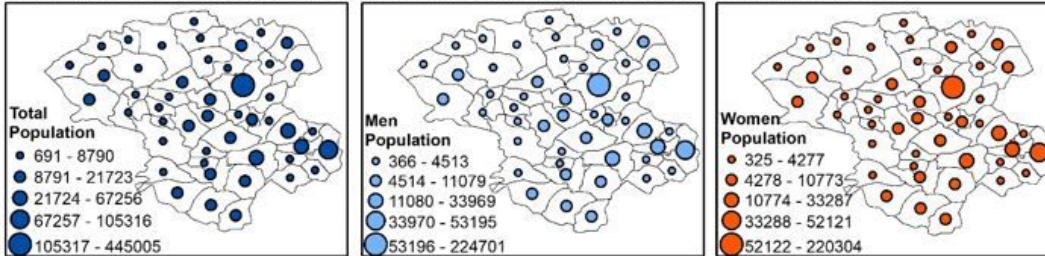 Total
Population
691 - 8790
8791 - 21723
21724 - 67256
67257 - 105316
105317 - 445005
Men
Population
366 - 4513
4514 - 11079
11080 - 33969
33970 - 53195
53196 - 224701
Women
Population
325 - 4277
4278 - 10773
10774 - 33287
33288 - 52121
52122 - 220304